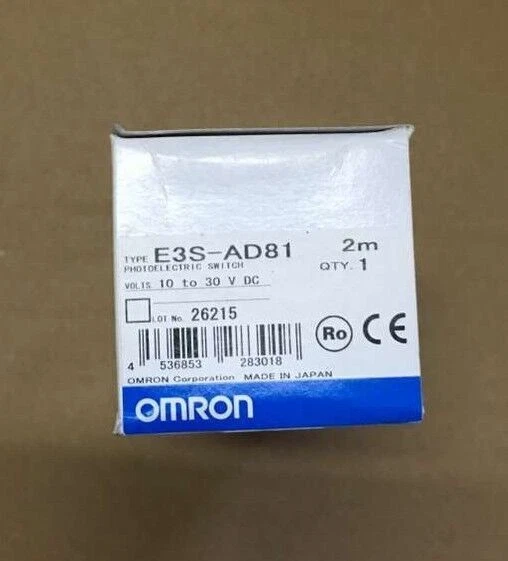 TYPE E3S-AD81 2m
PHOTOELECTRIC SWITCH QTY. 1
VOLTS 10 to 30 V DC
LOT No. 26215
Ro CE
4 536853 283018
OMRON Corporation MADE IN JAPAN
OMRON